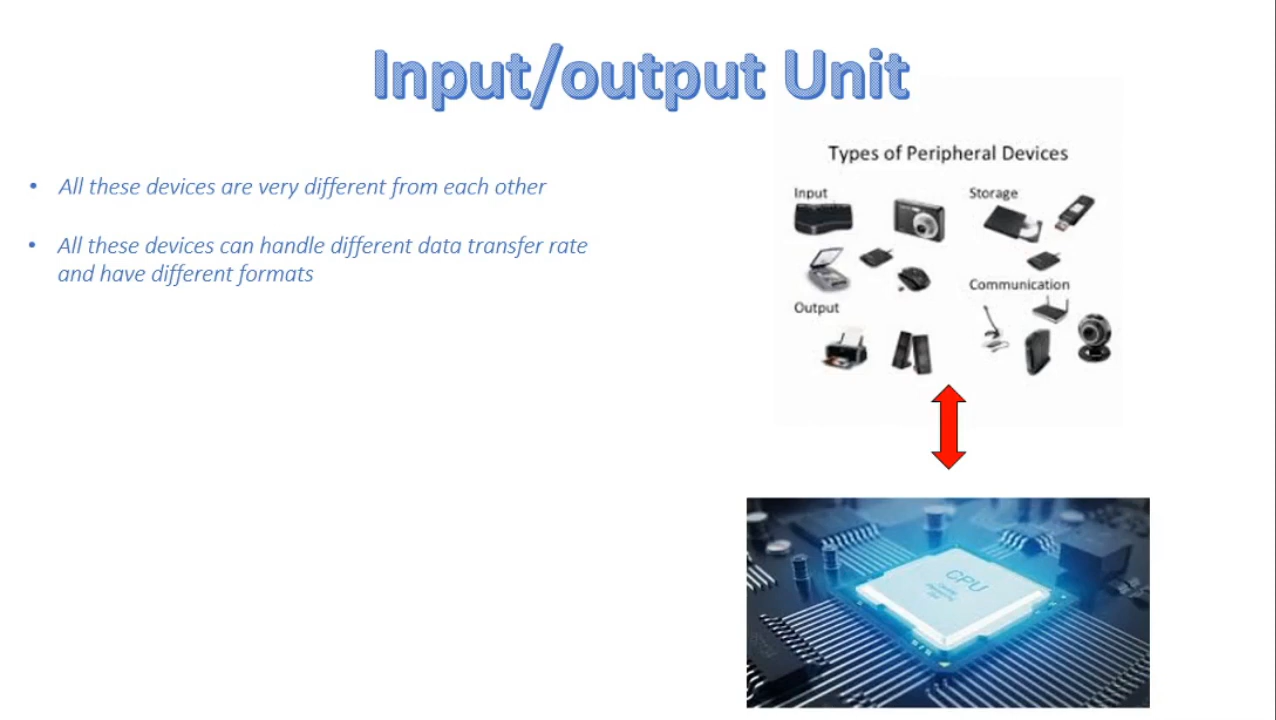 Input/output Unit
• All these devices are very different from each other
• All these devices can handle different data transfer rate
and have different formats
Types of Peripheral Devices
Input
Storage
Communication
Output
CPU